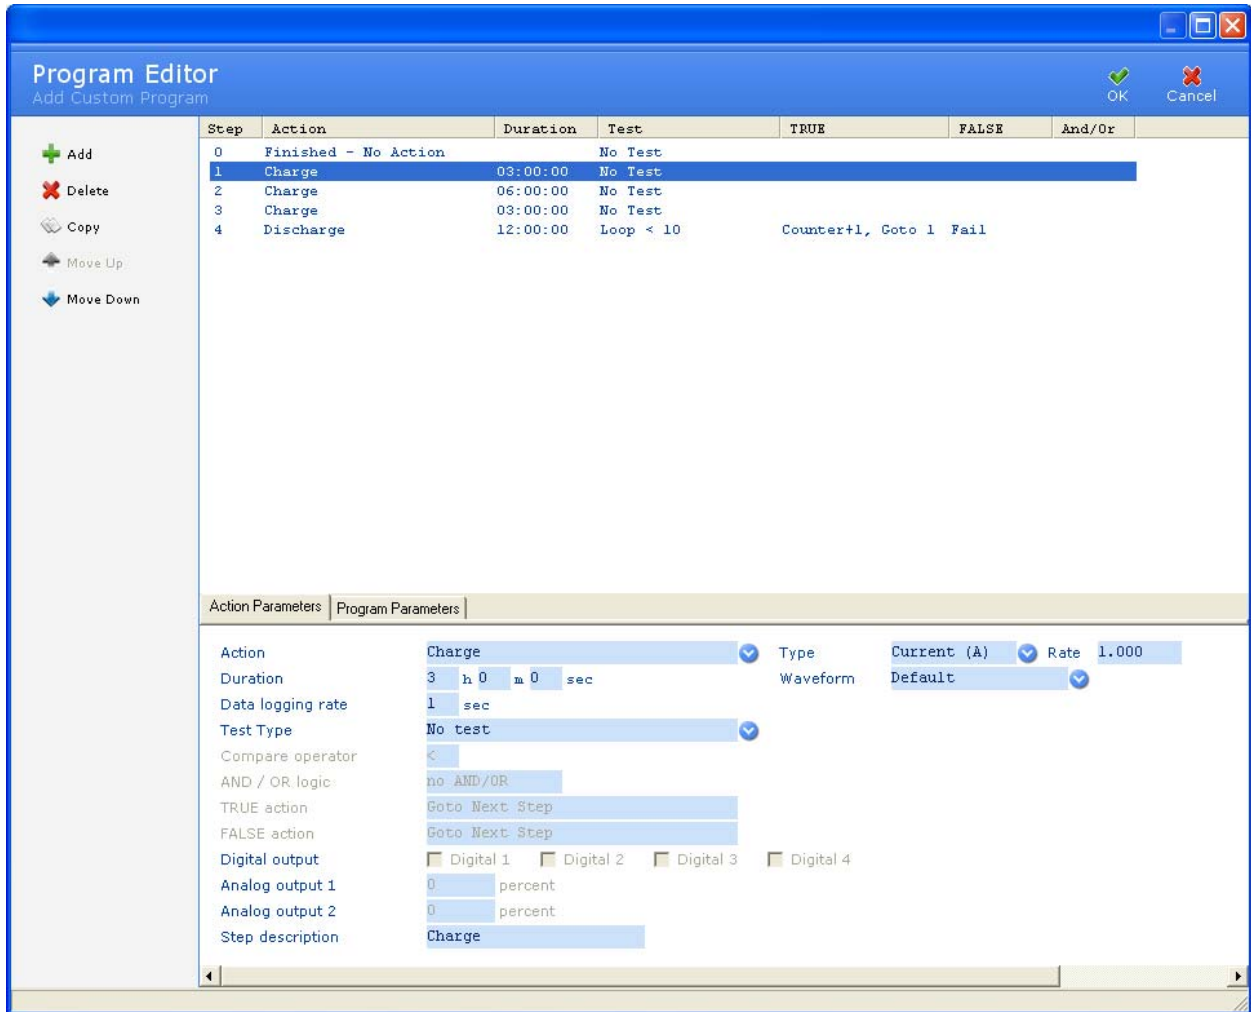 Program Editor
Add Custom Program
OK
Cancel
Add
Delete
Copy
Move Up
Move Down
Step Action Duration Test TRUE FALSE And/Or
0 Finished - No Action No Test
1 Charge 03:00:00 No Test
2 Charge 06:00:00 No Test
3 Charge 03:00:00 No Test
4 Discharge 12:00:00 Loop < 10 Counter+1, Goto 1 Fail
Action Parameters Program Parameters
Action Charge Type Current (A) Rate 1.000
Duration 3 h 0 m 0 sec Waveform Default
Data logging rate 1 sec
Test Type No test
Compare operator <
AND / OR logic no AND/OR
TRUE action Goto Next Step
FALSE action Goto Next Step
Digital output Digital 1 Digital 2 Digital 3 Digital 4
Analog output 1 0 percent
Analog output 2 0 percent
Step description Charge